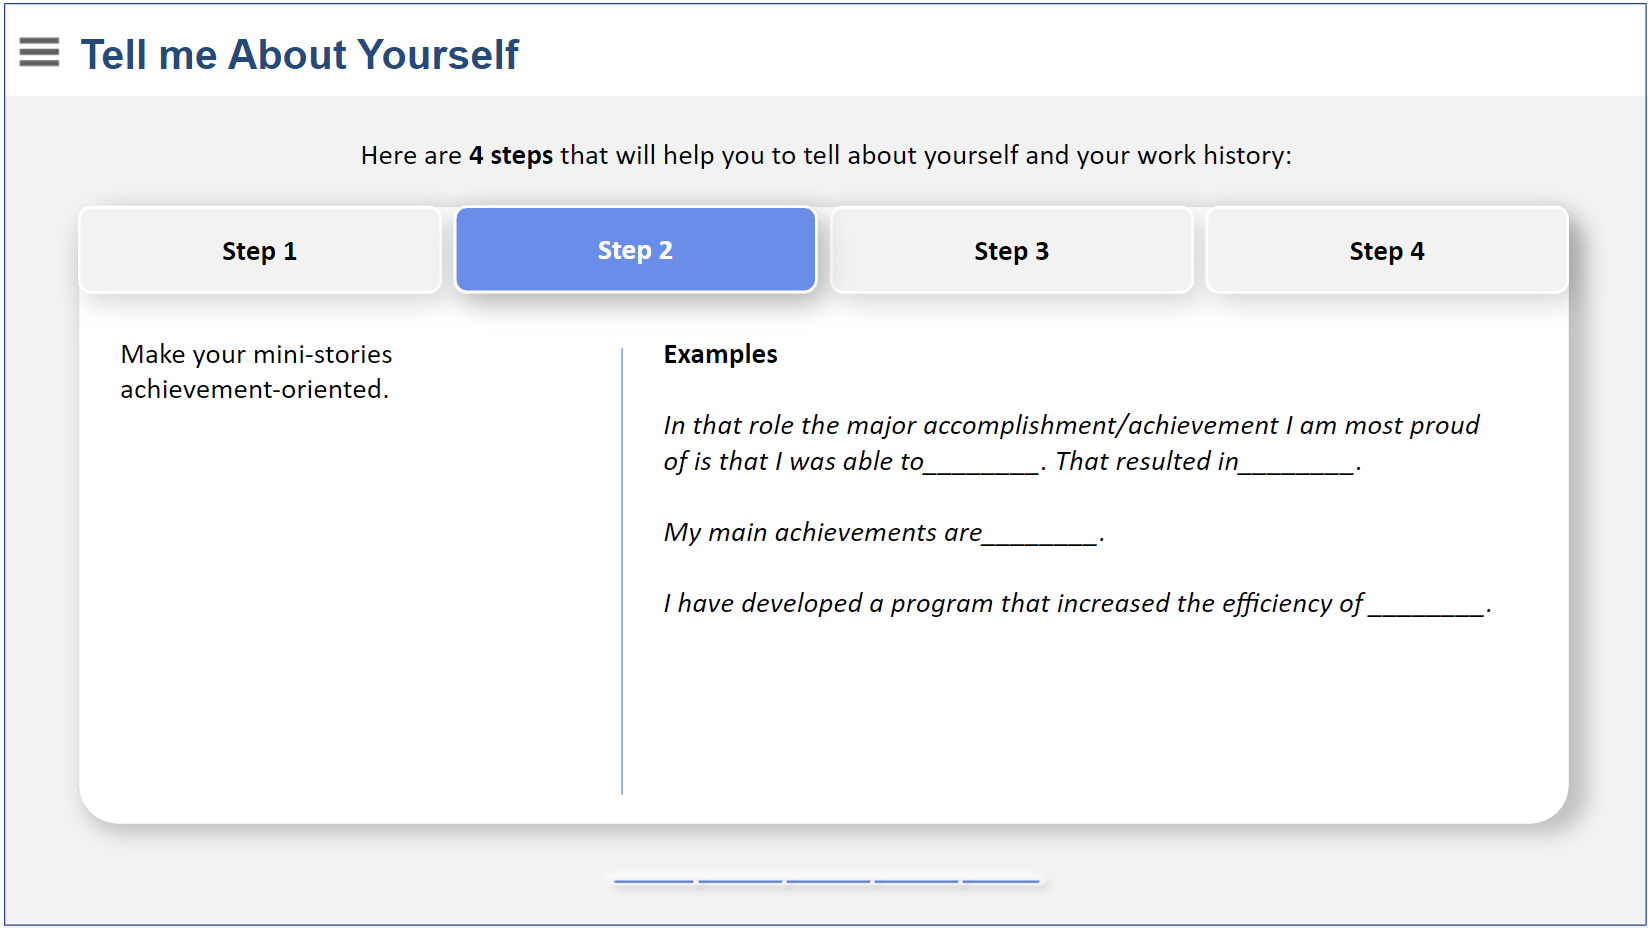 Tell me About Yourself
Here are 4 steps that will help you to tell about yourself and your work history:
Step 1
Step 2
Step 3
Step 4
Make your mini-stories
achievement-oriented.
Examples
In that role the major accomplishment/achievement I am most proud
of is that I was able to________. That resulted in________.
My main achievements are________.
I have developed a program that increased the efficiency of ________.